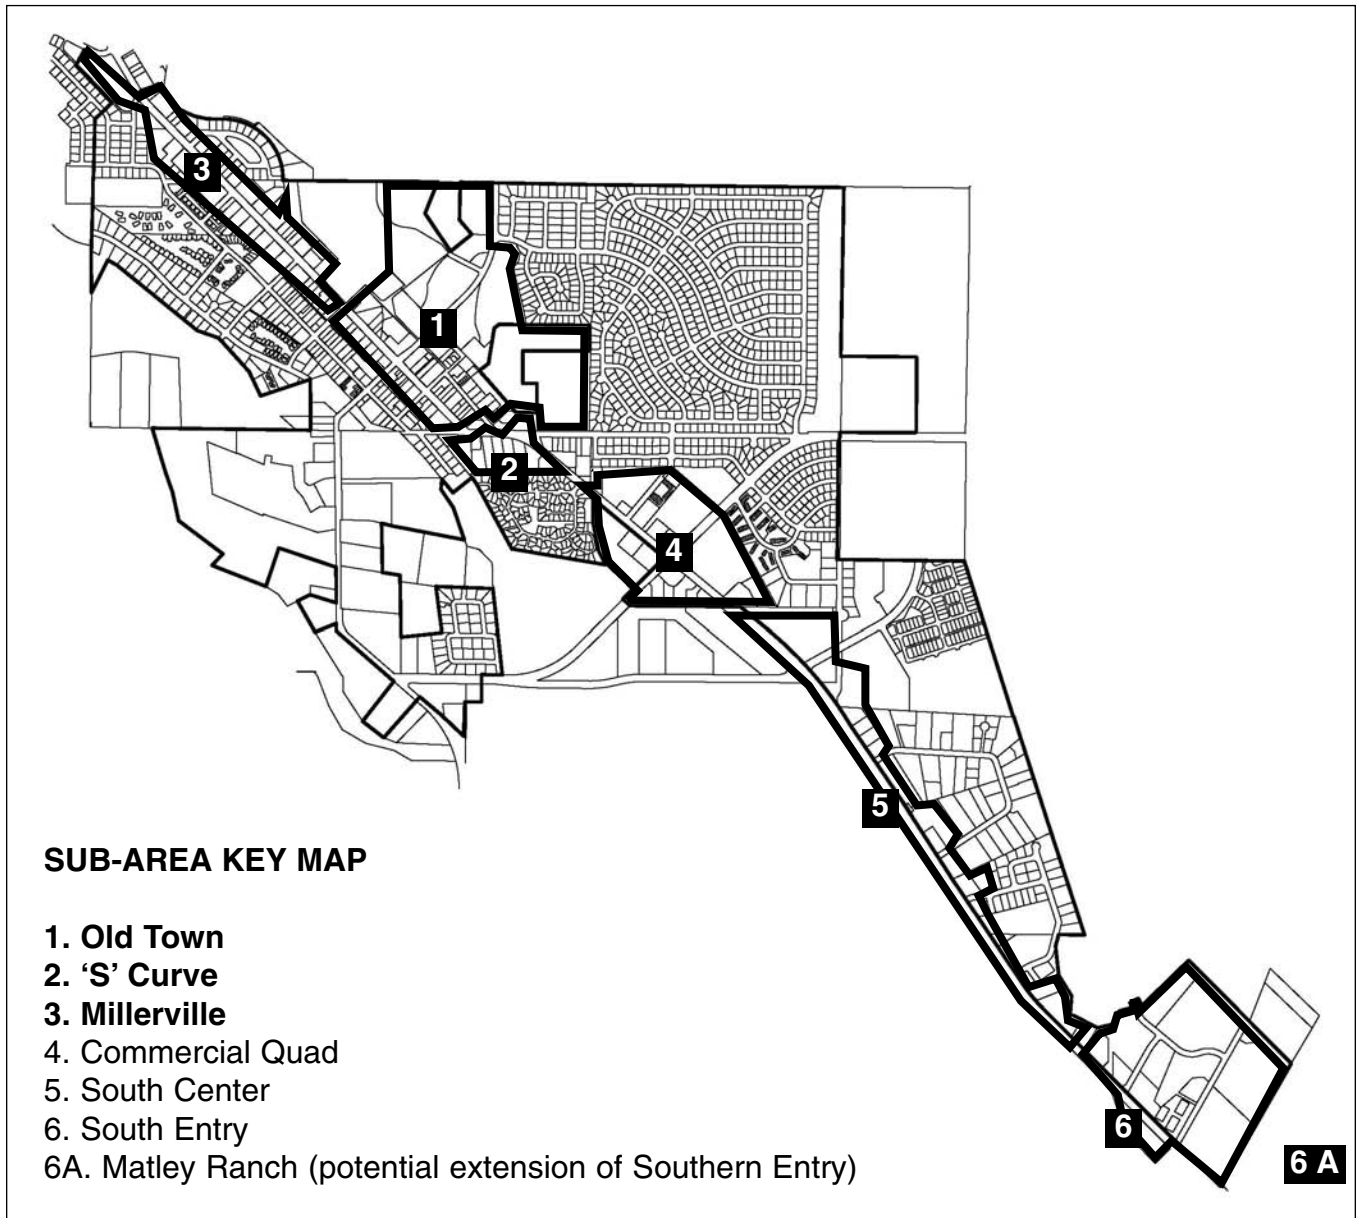 3
1
2
4
5
SUB-AREA KEY MAP
1. Old Town
2. ‘S’ Curve
3. Millerville
4. Commercial Quad
5. South Center
6. South Entry
6A. Matley Ranch (potential extension of Southern Entry)
6
6 A